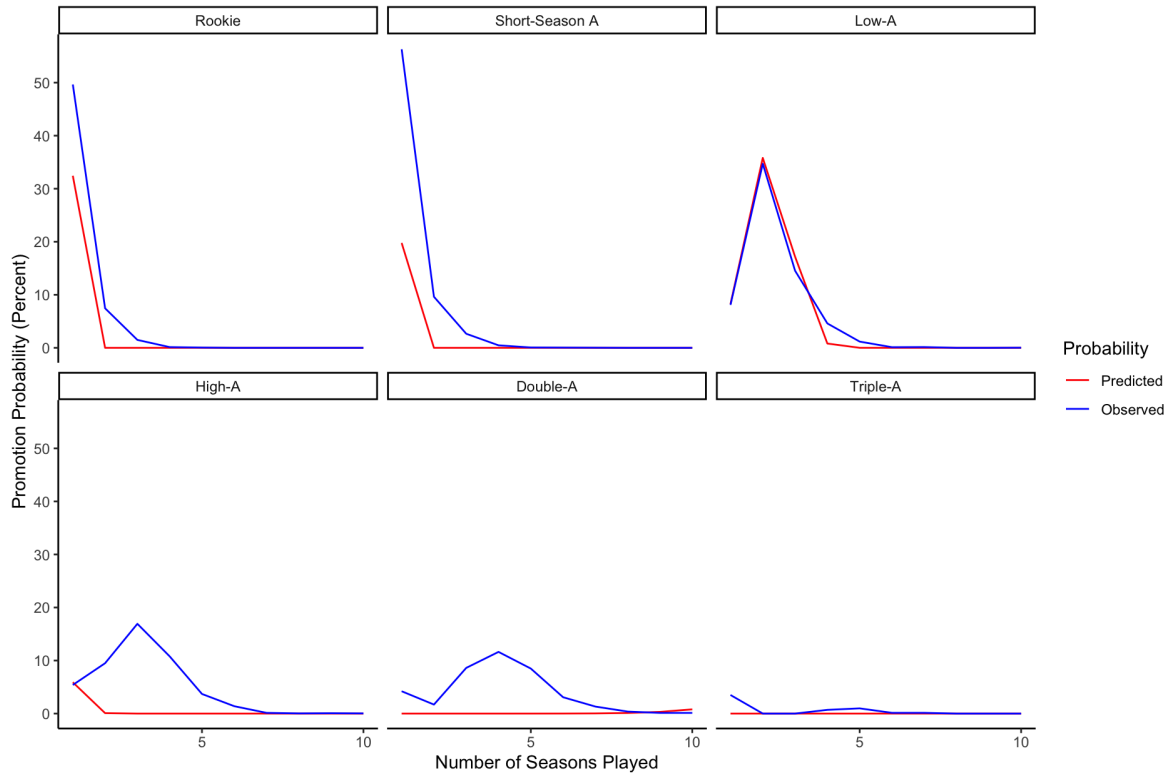 Rookie
Short-Season A
Low-A
50
40
30
20
10
0
High-A
Double-A
Triple-A
50
40
30
20
10
0
5
10
5
10
5
10
Number of Seasons Played
Promotion Probability (Percent)
Probability
Predicted
Observed